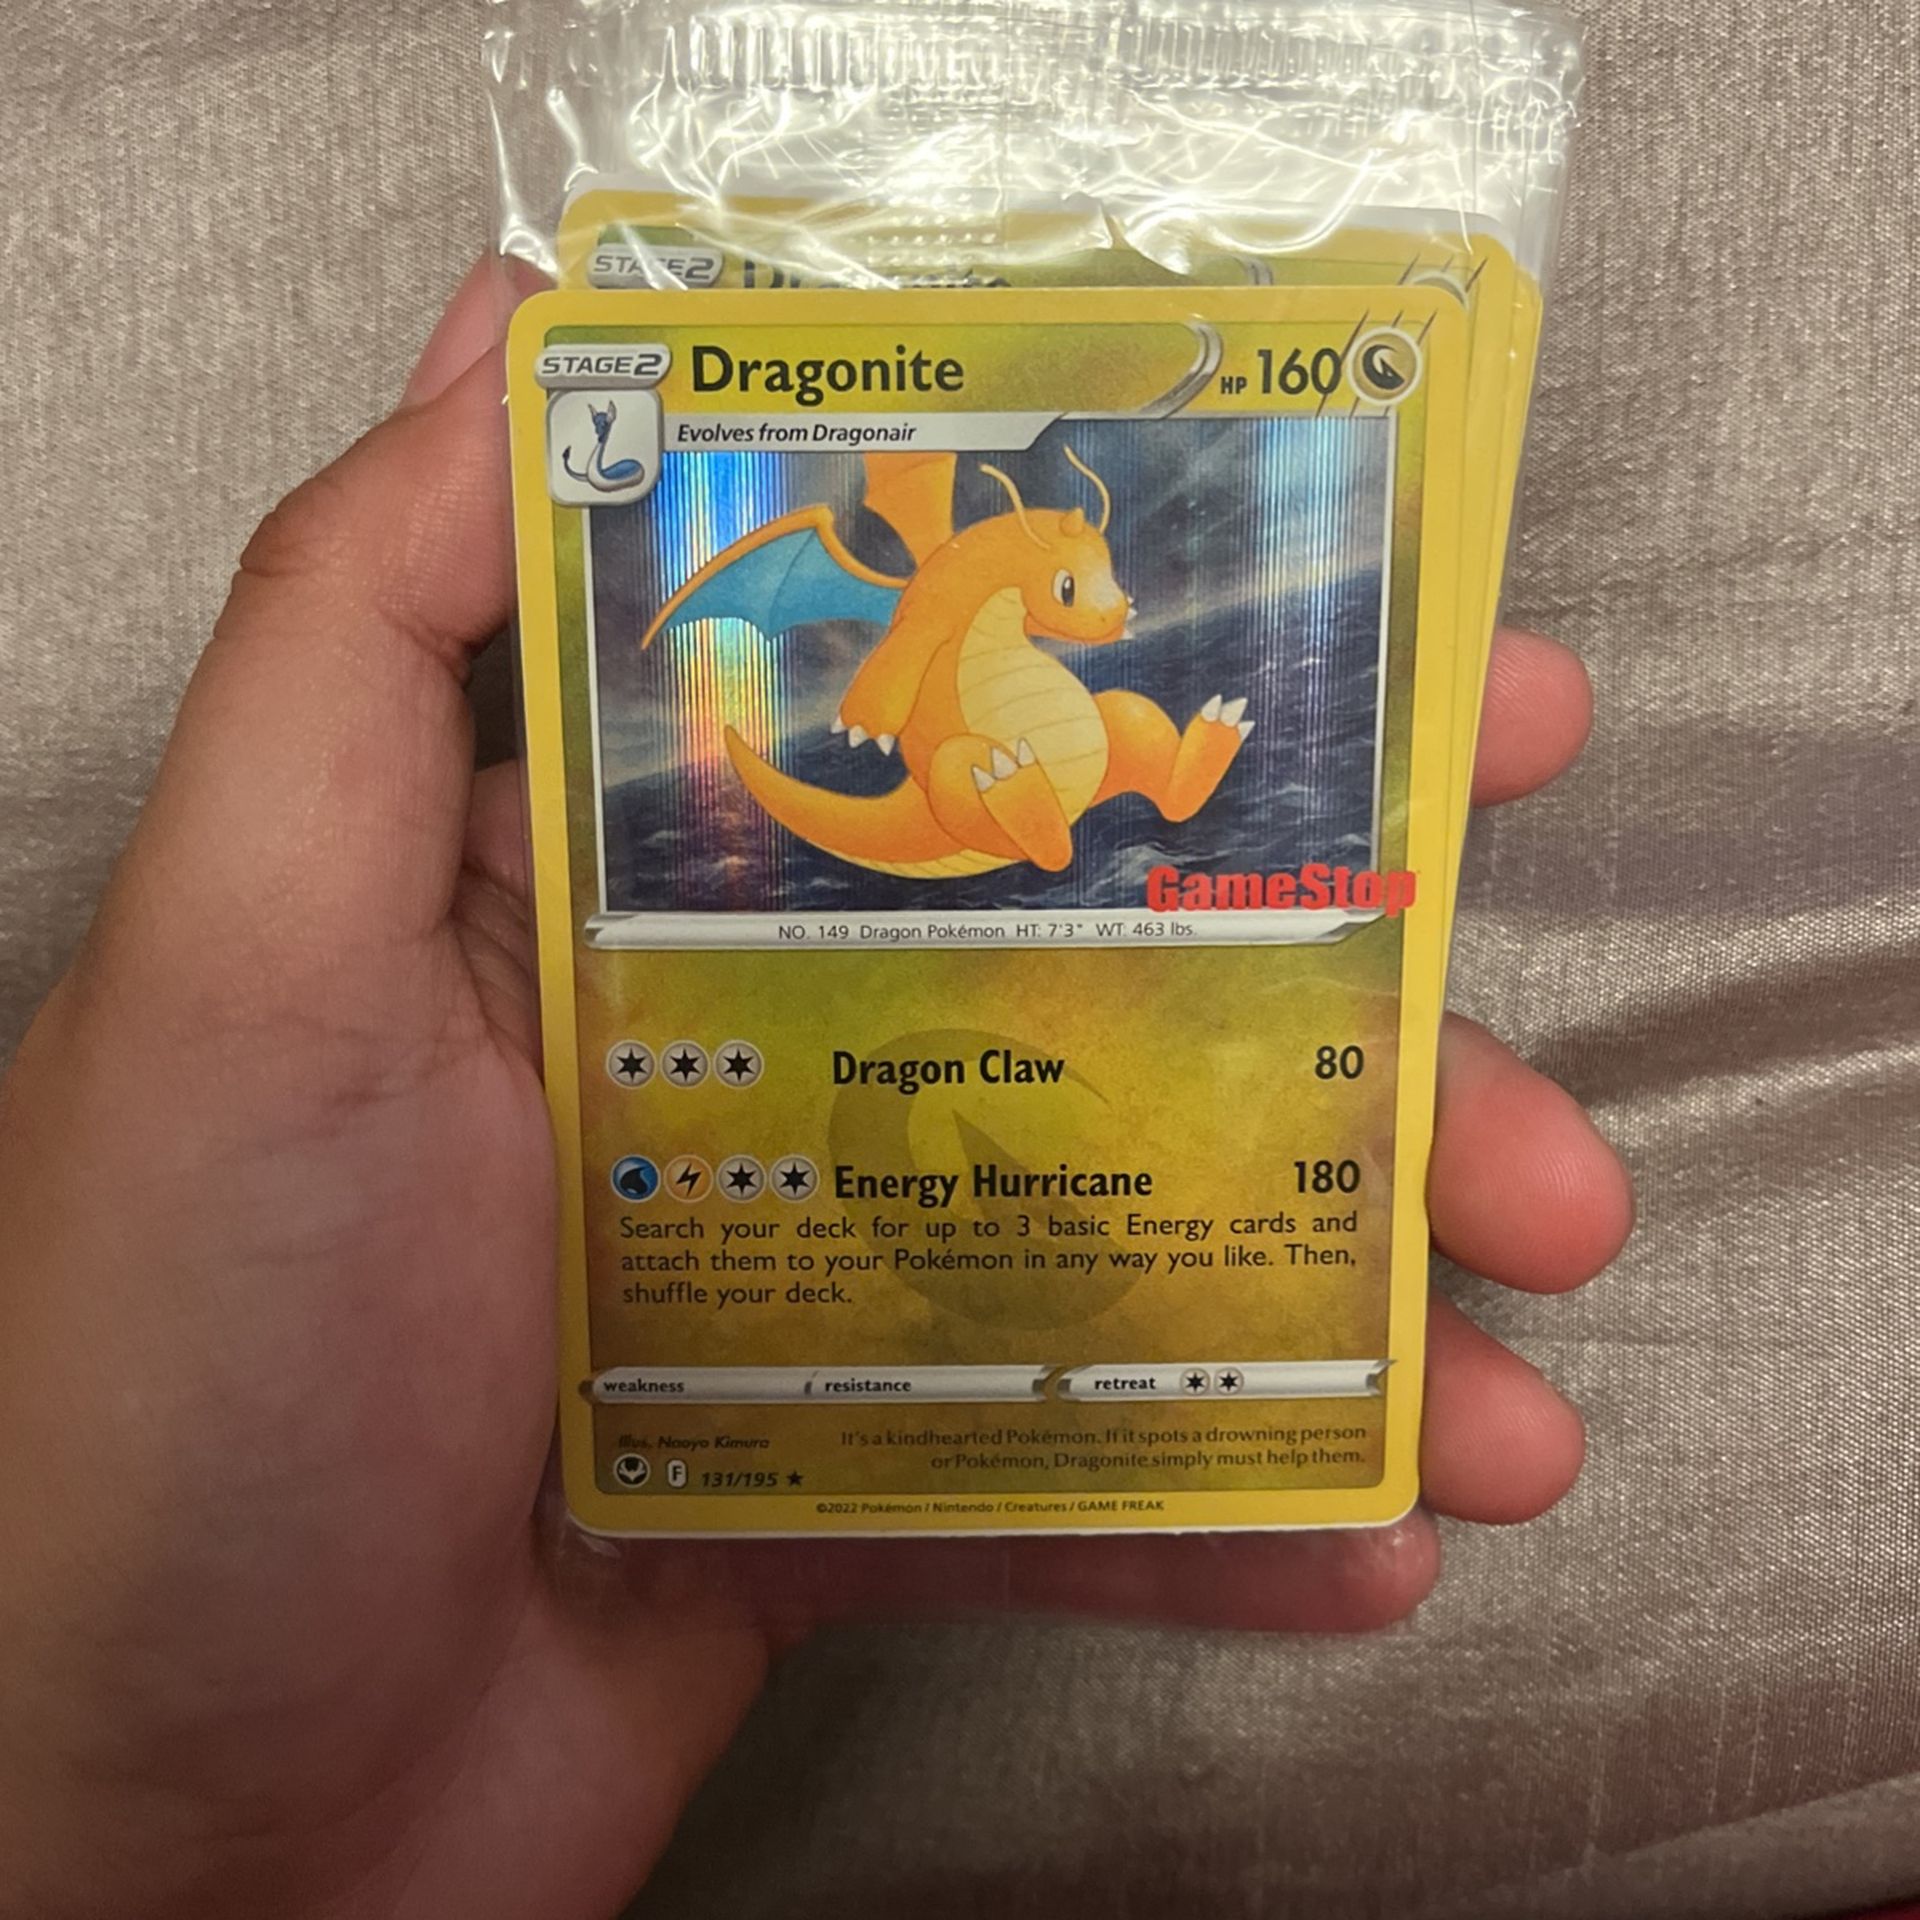 STAGE2 Dragonite
STAGE2 Dragonite HP 160
Evolves from Dragonair
GameStop
NO. 149 Dragon Pokémon HT: 7'3" WT: 463 lbs.
Dragon Claw 80
Energy Hurricane 180
Search your deck for up to 3 basic Energy cards and
attach them to your Pokémon in any way you like. Then,
shuffle your deck.
weakness resistance retreat
Illus. Naoyo Kimura
It's a kindhearted Pokémon. If it spots a drowning person
or Pokémon, Dragonite simply must help them.
F 131/195 ★
©2022 Pokémon / Nintendo / Creatures / GAME FREAK